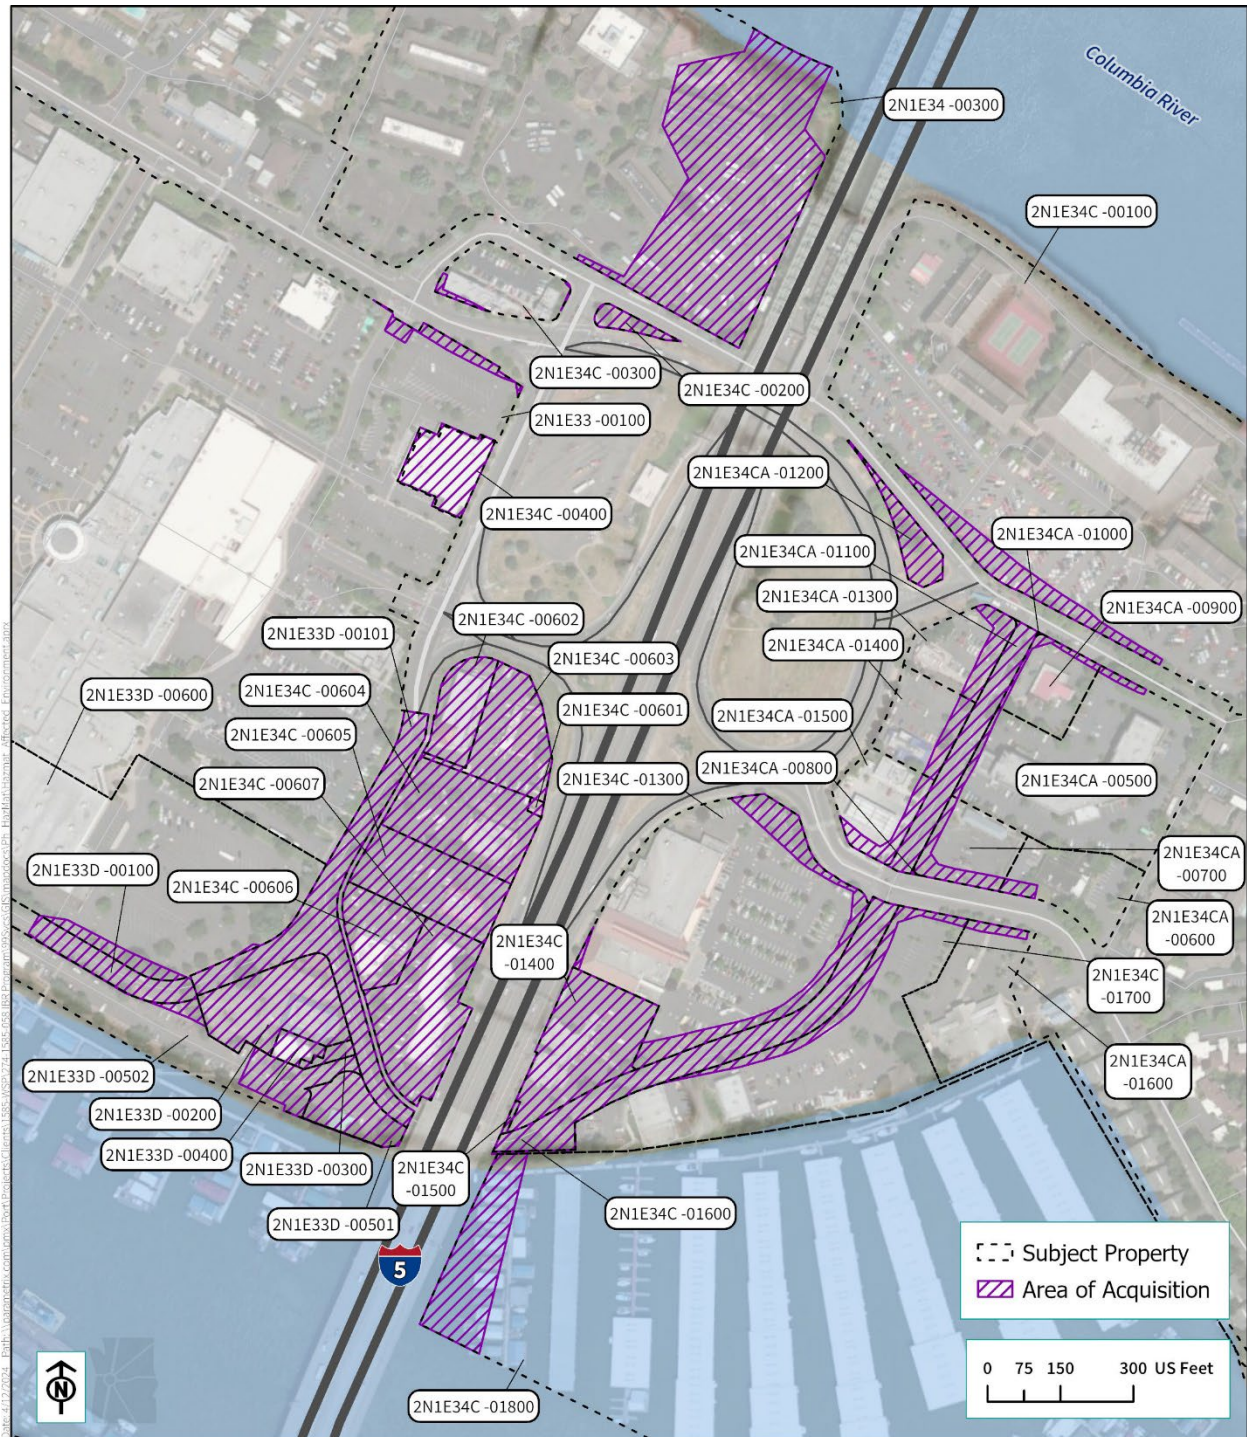 Columbia River
2N1E34 -00300
2N1E34C -00100
2N1E34C -00300
2N1E34C -00200
2N1E33 -00100
2N1E34CA -01200
2N1E34C -00400
2N1E34CA -01000
2N1E34CA -01100
2N1E34CA -01300
2N1E34CA -00900
2N1E34C -00602
2N1E33D -00101
2N1E34C -00603
2N1E34CA -01400
2N1E34C -00604
2N1E33D -00600
2N1E34C -00601
2N1E34CA -01500
2N1E34C -00605
2N1E34C -01300
2N1E34CA -00800
2N1E34CA -00500
2N1E34C -00607
2N1E34CA
-00700
2N1E33D -00100
2N1E34C -00606
2N1E34CA
-00600
2N1E34C
-01400
2N1E34C
-01700
2N1E34CA
-01600
2N1E33D -00502
2N1E33D -00200
2N1E33D -00400
2N1E33D -00300
2N1E34C
-01500
2N1E34C -01600
2N1E33D -00501
5
Subject Property
Area of Acquisition
0 75 150 300 US Feet
N
2N1E34C -01800
Date: 4/12/2024